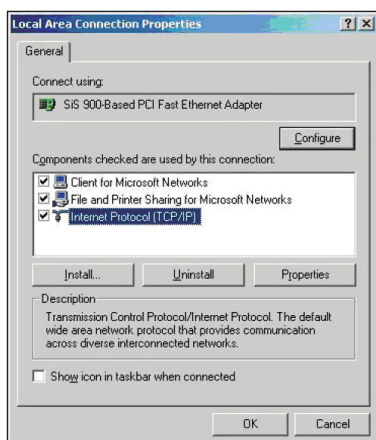 Local Area Connection Properties
General
Connect using:
SiS 900-Based PCI Fast Ethernet Adapter
Configure
Components checked are used by this connection:
Client for Microsoft Networks
File and Printer Sharing for Microsoft Networks
Internet Protocol (TCP/IP)
Install... Uninstall Properties
Description
Transmission Control Protocol/Internet Protocol. The default
wide area network protocol that provides communication
across diverse interconnected networks.
Show icon in taskbar when connected
OK Cancel